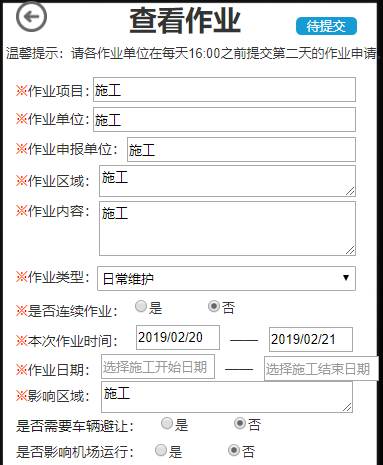 查看作业
待提交
温馨提示：请各作业单位在每天16:00之前提交第二天的作业申请
※作业项目：施工
※作业单位：施工
※作业申报单位：施工
※作业区域：施工
※作业内容：施工
※作业类型：日常维护
※是否连续作业：是 否
※本次作业时间：2019/02/20 —— 2019/02/21
※作业日期：选择施工开始日期 —— 选择施工结束日期
※影响区域：施工
是否需要车辆避让：是 否
是否影响机场运行：是 否